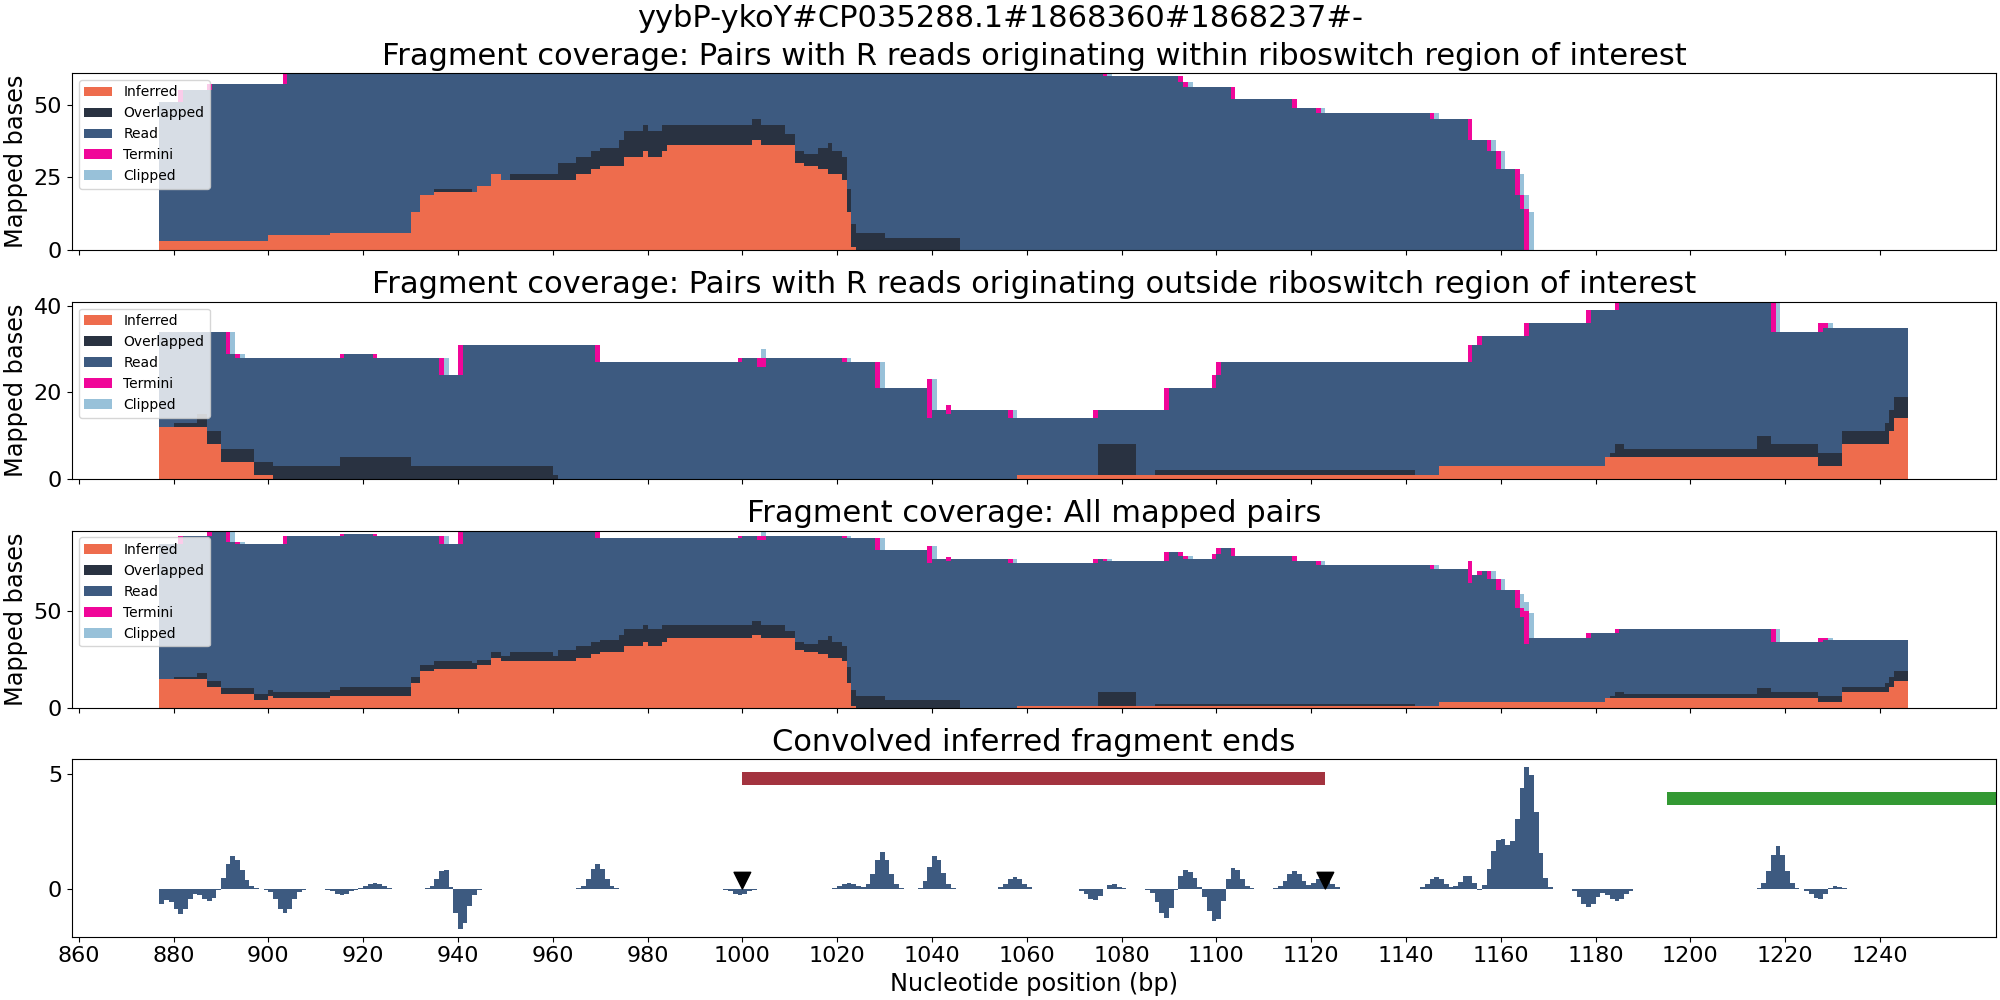 yybP-ykoY#CP035288.1#1868360#1868237#-
Fragment coverage: Pairs with R reads originating within riboswitch region of interest
Mapped bases
50
25
0
Inferred
Overlapped
Read
Termini
Clipped
Fragment coverage: Pairs with R reads originating outside riboswitch region of interest
Mapped bases
40
20
0
Inferred
Overlapped
Read
Termini
Clipped
Fragment coverage: All mapped pairs
Mapped bases
50
0
Inferred
Overlapped
Read
Termini
Clipped
Convolved inferred fragment ends
5
0
860 880 900 920 940 960 980 1000 1020 1040 1060 1080 1100 1120 1140 1160 1180 1200 1220 1240
Nucleotide position (bp)